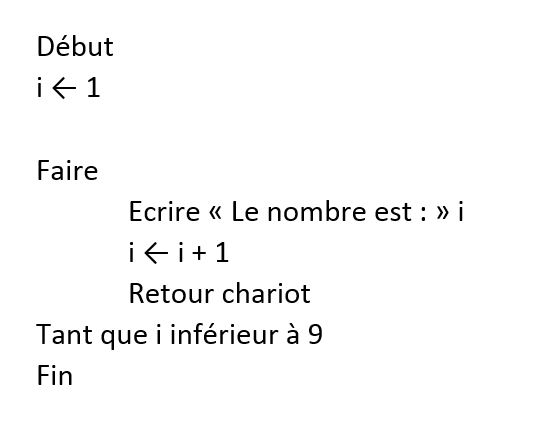 Début
i ← 1
Faire
Ecrire « Le nombre est : » i
i ← i + 1
Retour chariot
Tant que i inférieur à 9
Fin